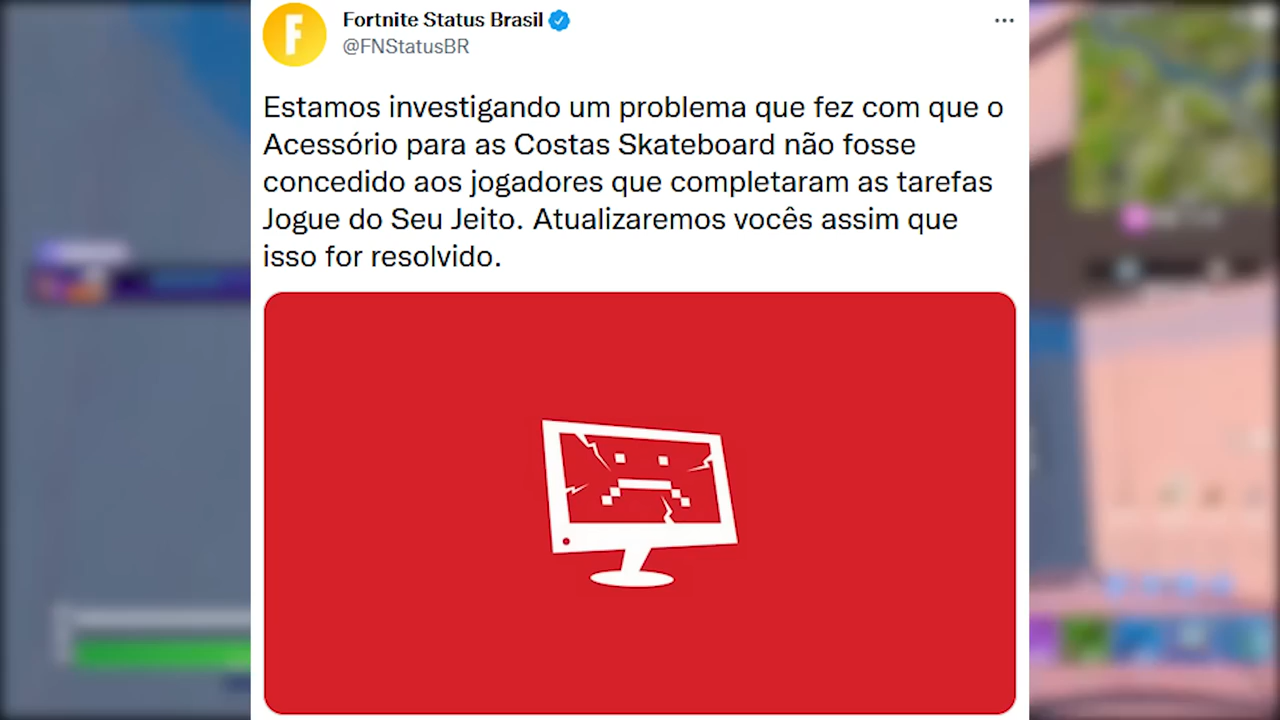 Fortnite Status Brasil
@FNStatusBR
Estamos investigando um problema que fez com que o
Acessório para as Costas Skateboard não fosse
concedido aos jogadores que completaram as tarefas
Jogue do Seu Jeito. Atualizaremos vocês assim que
isso for resolvido.